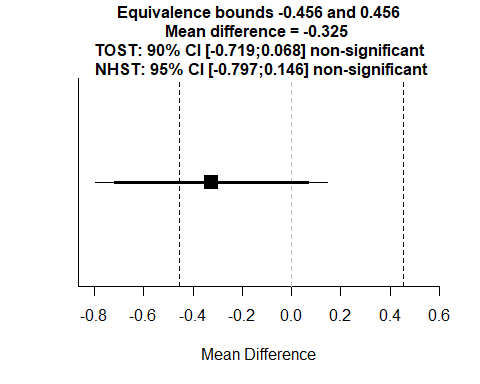 Equivalence bounds -0.456 and 0.456
Mean difference = -0.325
TOST: 90% CI [-0.719;0.068] non-significant
NHST: 95% CI [-0.797;0.146] non-significant
-0.8 -0.6 -0.4 -0.2 0.0 0.2 0.4 0.6
Mean Difference